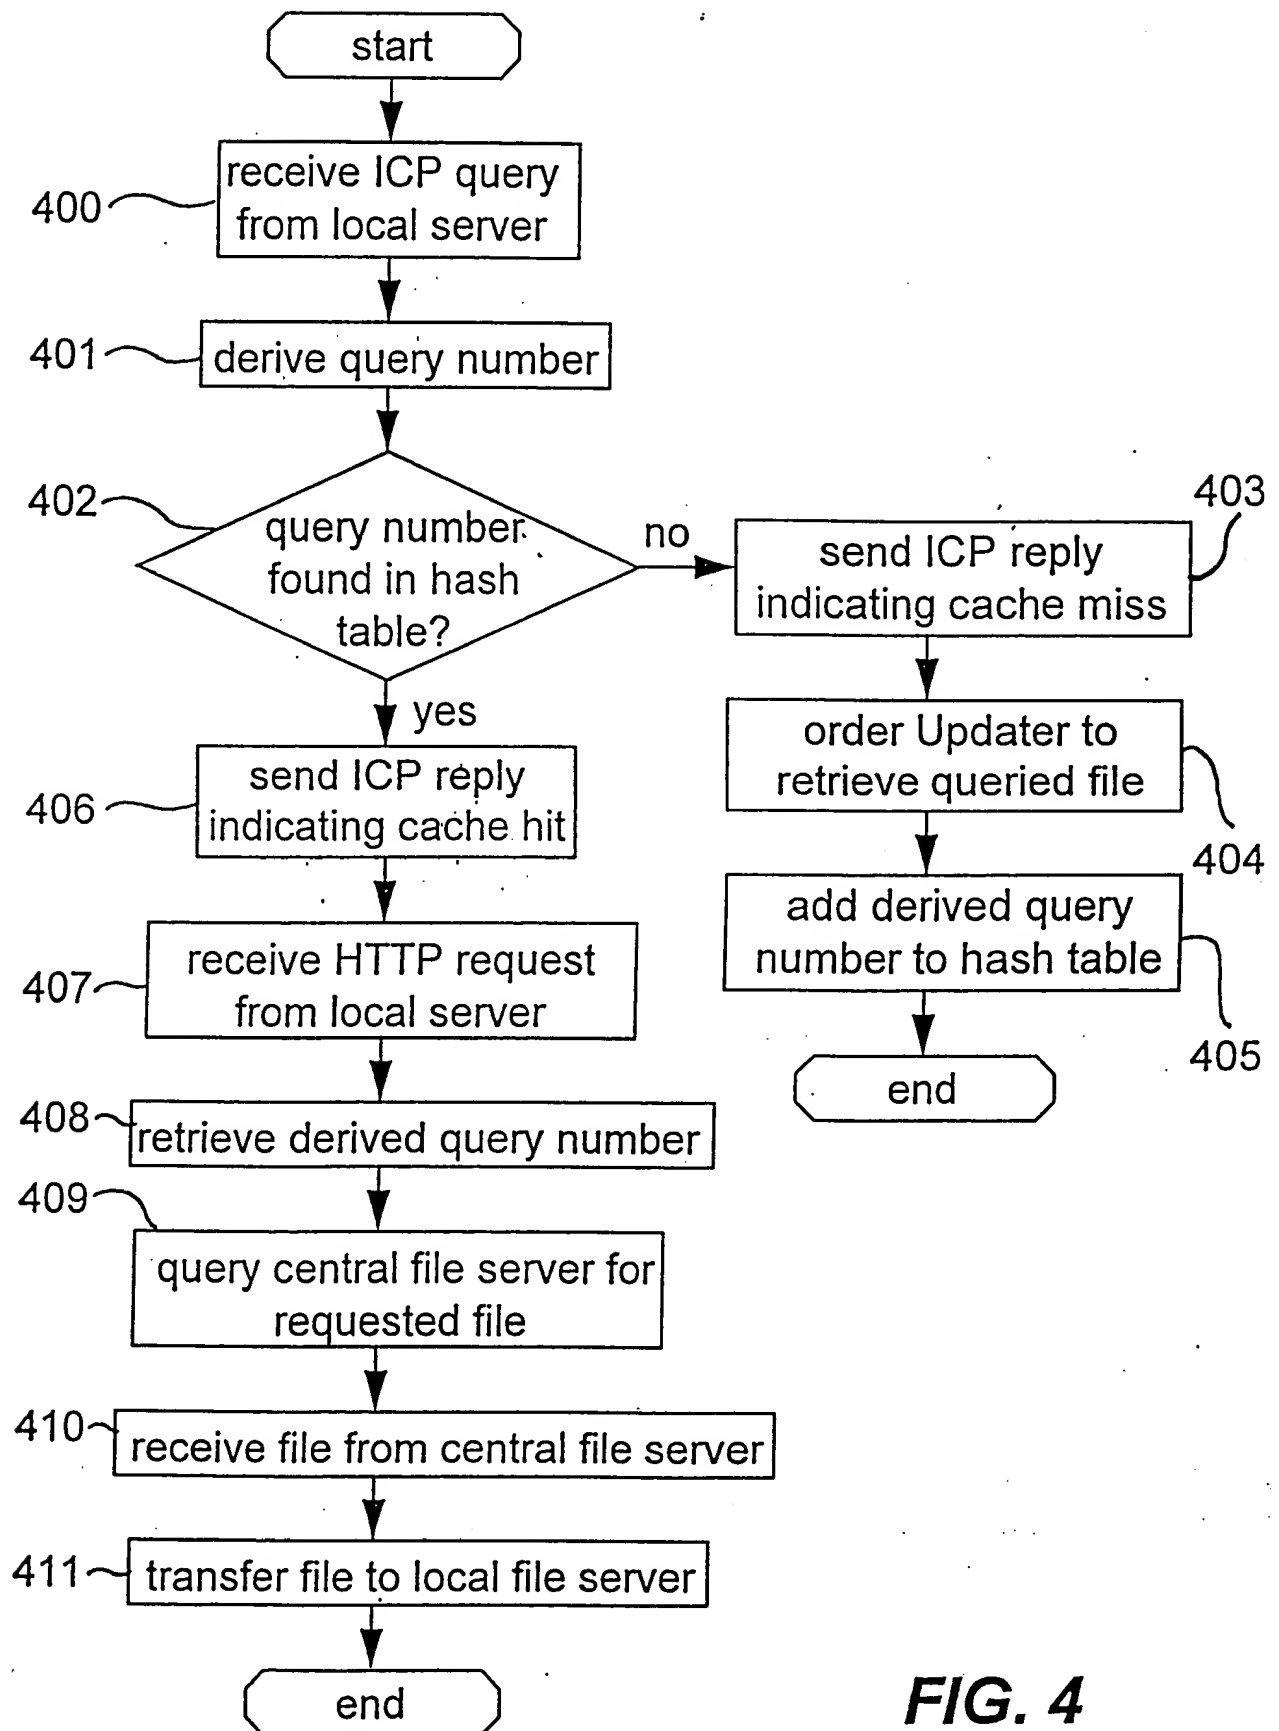 start
receive ICP query
from local server
400
derive query number
401
402
query number
found in hash
table?
no
403
send ICP reply
indicating cache miss
yes
order Updater to
retrieve queried file
404
send ICP reply
indicating cache hit
406
add derived query
number to hash table
405
receive HTTP request
from local server
407
end
408
retrieve derived query number
409
query central file server for
requested file
410
receive file from central file server
411
transfer file to local file server
end
FIG. 4